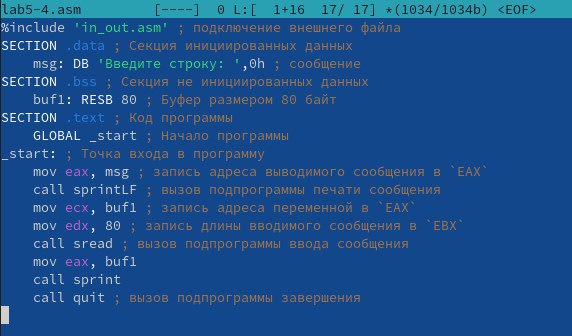 lab5-4.asm [----] 0 L:[ 1+16 17/ 17] *(1034/1034b) <EOF>
%include 'in_out.asm' ; подключение внешнего файла
SECTION .data ; Секция инициированных данных
msg: DB 'Введите строку: ',0h ; сообщение
SECTION .bss ; Секция не инициированных данных
buf1: RESB 80 ; Буфер размером 80 байт
SECTION .text ; Код программы
GLOBAL _start ; Начало программы
_start: ; Точка входа в программу
mov eax, msg ; запись адреса выводимого сообщения в `EAX`
call sprintLF ; вызов подпрограммы печати сообщения
mov ecx, buf1 ; запись адреса переменной в `EAX`
mov edx, 80 ; запись длины вводимого сообщения в `EBX`
call sread ; вызов подпрограммы ввода сообщения
mov eax, buf1
call sprint
call quit ; вызов подпрограммы завершения